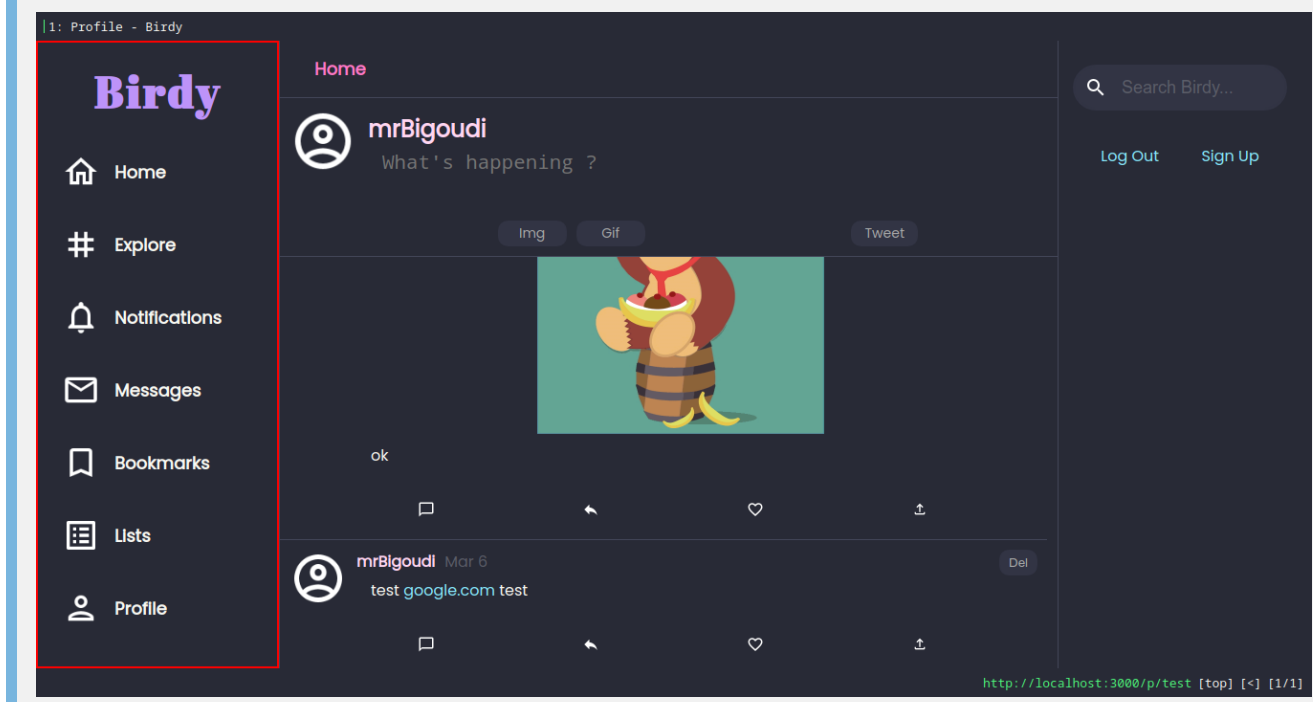 1: Profile - Birdy
Birdy
Home
Explore
Notifications
Messages
Bookmarks
Lists
Profile
Home
mrBigoudi
What's happening ?
Img Gif Tweet
ok
mrBigoudi Mar 6 Del
test google.com test
Search Birdy...
Log Out Sign Up
http://localhost:3000/p/test [top] [<] [1/1]